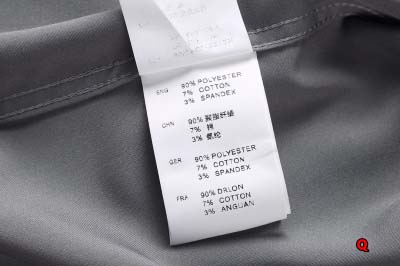 ENG 90% POLYESTER
7% COTTON
3% SPANDEX
CHN 90% 聚酯纤维
7% 棉
3% 氨纶
GER 90% POLYESTER
7% COTTON
3% SPANDEX
FRA 90% DRLON
7% COTTON
3% ANGUAN
Q